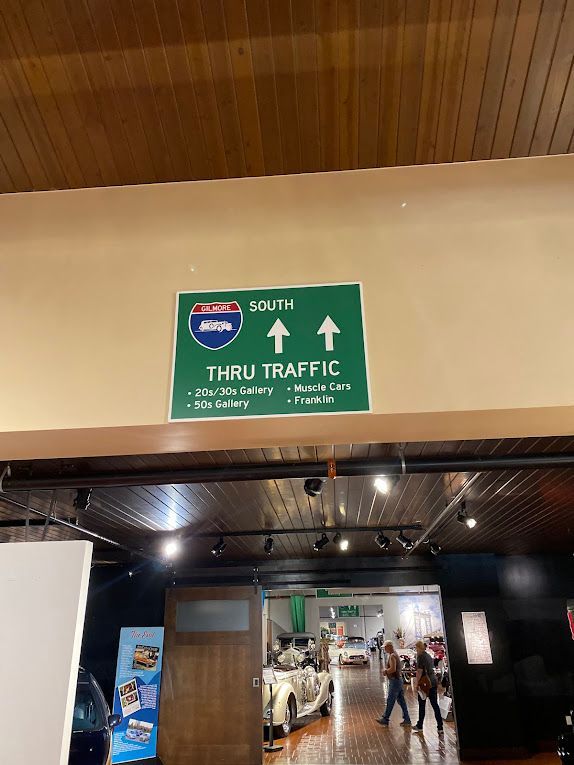 GILMORE
SOUTH
THRU TRAFFIC
• 20s/30s Gallery
• 50s Gallery
• Muscle Cars
• Franklin